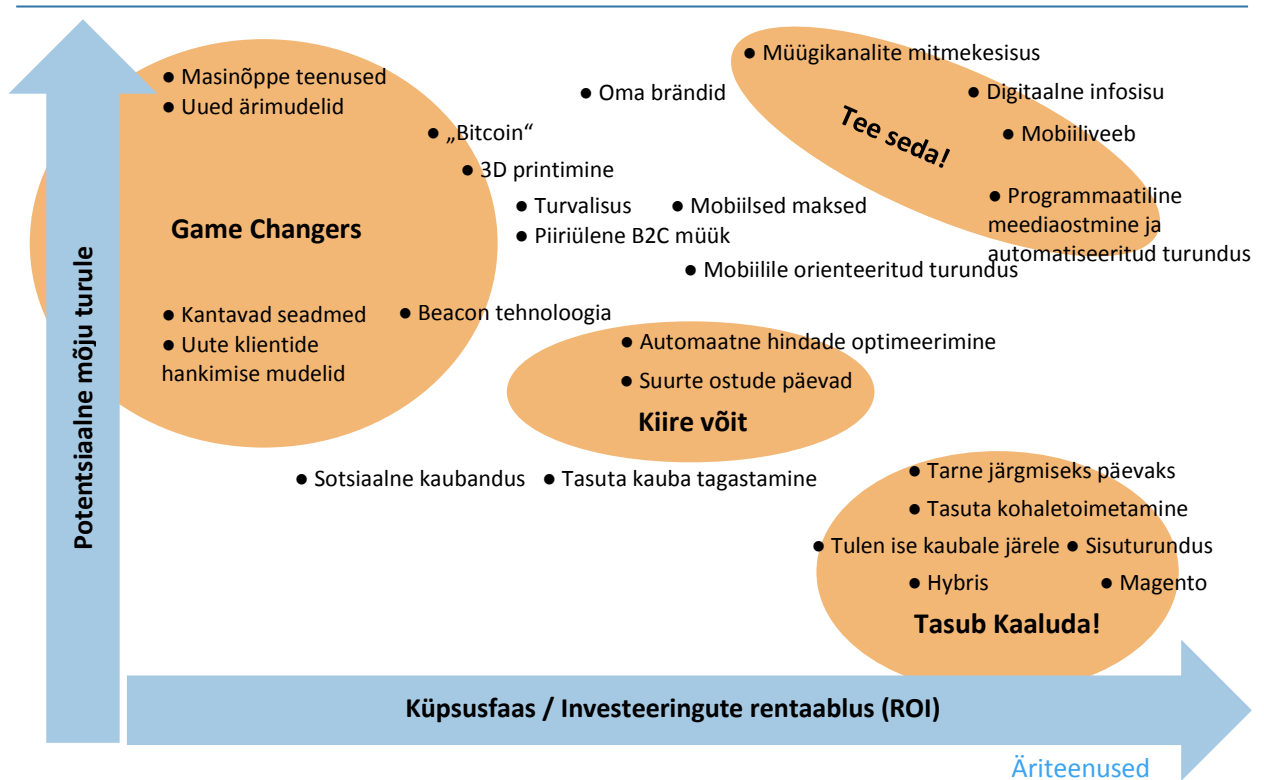 ● Müügikanalite mitmekesisus
● Masinõppe teenused
● Uued ärimudelid
● Oma brändid
● Digitaalne infosisu
Tee seda!
● „Bitcoin“
● Mobiiliveeb
● 3D printimine
● Turvalisus
● Mobiilsed maksed
● Programmaatiline
meediaostmine ja
automatiseeritud turundus
Game Changers
● Piiriülene B2C müük
● Mobiilile orienteeritud turundus
● Kantavad seadmed
● Beacon tehnoloogia
● Uute klientide
hankimise mudelid
● Automaatne hindade optimeerimine
● Suurte ostude päevad
Kiire võit
● Sotsiaalne kaubandus
● Tasuta kauba tagastamine
● Tarne järgmiseks päevaks
● Tasuta kohaletoimetamine
● Tulen ise kaubale järele
● Sisuturundus
● Hybris
● Magento
Tasub Kaaluda!
Potentsiaalne mõju turule
Küpsusfaas / Investeeringute rentaablus (ROI)
Äriteenused